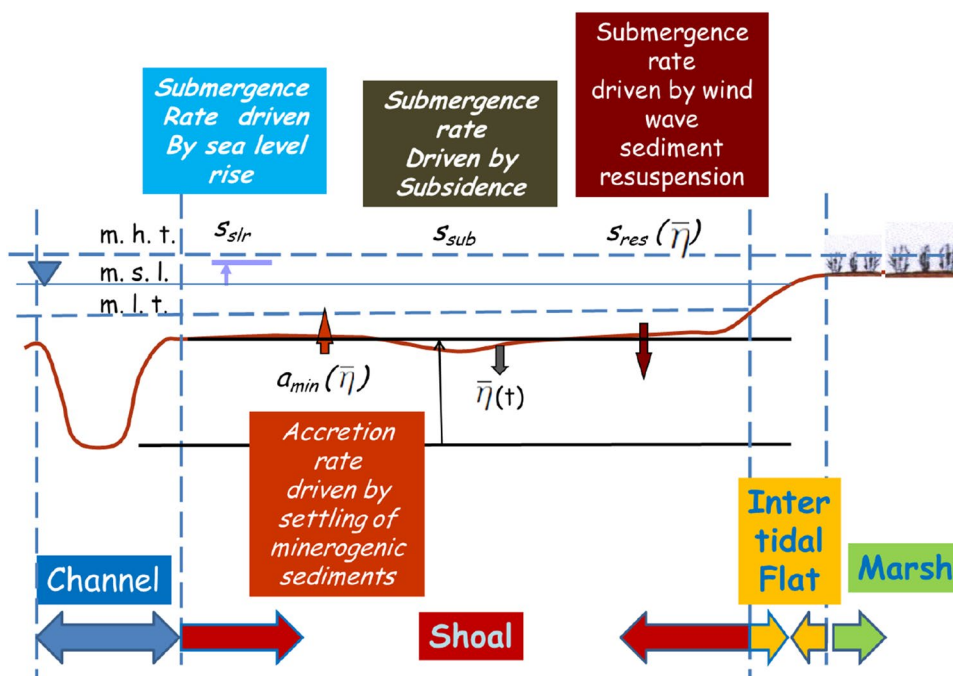 Submergence
Rate driven
By sea level
rise
Submergence
rate
Driven by
Subsidence
Submergence
rate
driven by wind
wave
sediment
resuspension
m. h. t.
m. s. l.
m. l. t.
s_slr
s_sub
s_res (η̅)
a_min (η̅)
η̅(t)
Accretion
rate
driven by
settling of
minerogenic
sediments
Channel
Shoal
Inter
tidal
Flat
Marsh